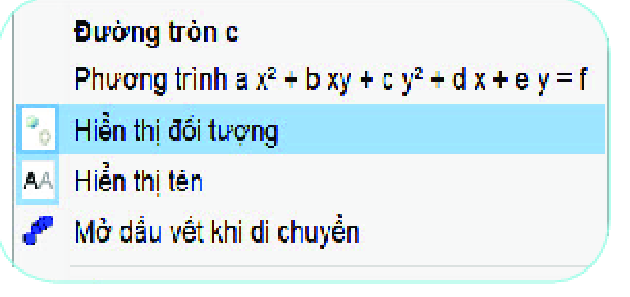 Đường tròn c
Phương trình a x² + b xy + c y² + d x + e y = f
Hiển thị đối tượng
AA Hiển thị tên
Mở dấu vết khi di chuyển